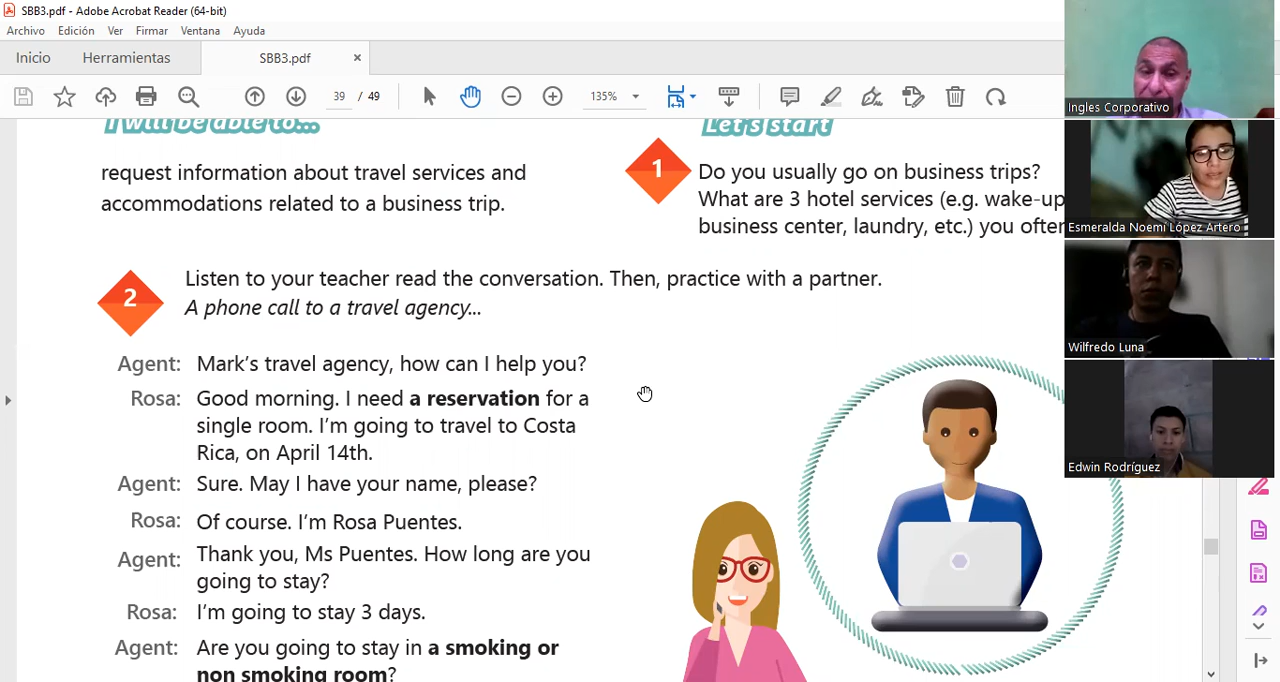 SBB3.pdf - Adobe Acrobat Reader (64-bit)
Archivo Edición Ver Firmar Ventana Ayuda
Inicio Herramientas SBB3.pdf ×
39 / 49 135%
I will be able to...
request information about travel services and
accommodations related to a business trip.
Let's start
1
Do you usually go on business trips?
What are 3 hotel services (e.g. wake-up
business center, laundry, etc.) you often
2
Listen to your teacher read the conversation. Then, practice with a partner.
A phone call to a travel agency...
Agent: Mark's travel agency, how can I help you?
Rosa: Good morning. I need a reservation for a
single room. I'm going to travel to Costa
Rica, on April 14th.
Agent: Sure. May I have your name, please?
Rosa: Of course. I'm Rosa Puentes.
Agent: Thank you, Ms Puentes. How long are you
going to stay?
Rosa: I'm going to stay 3 days.
Agent: Are you going to stay in a smoking or
non smoking room?
Ingles Corporativo
Esmeralda Noemi López Artero
Wilfredo Luna
Edwin Rodríguez